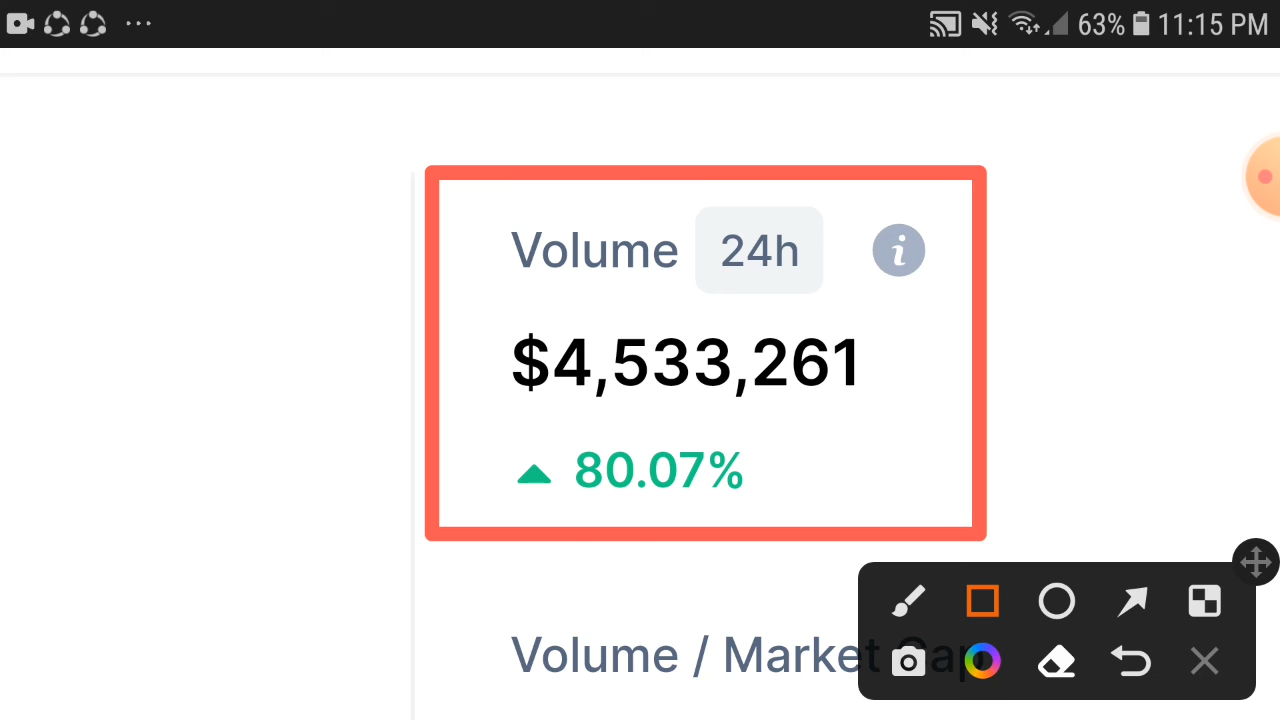 63% 11:15 PM
Volume 24h
$4,533,261
80.07%
Volume / Market Cap